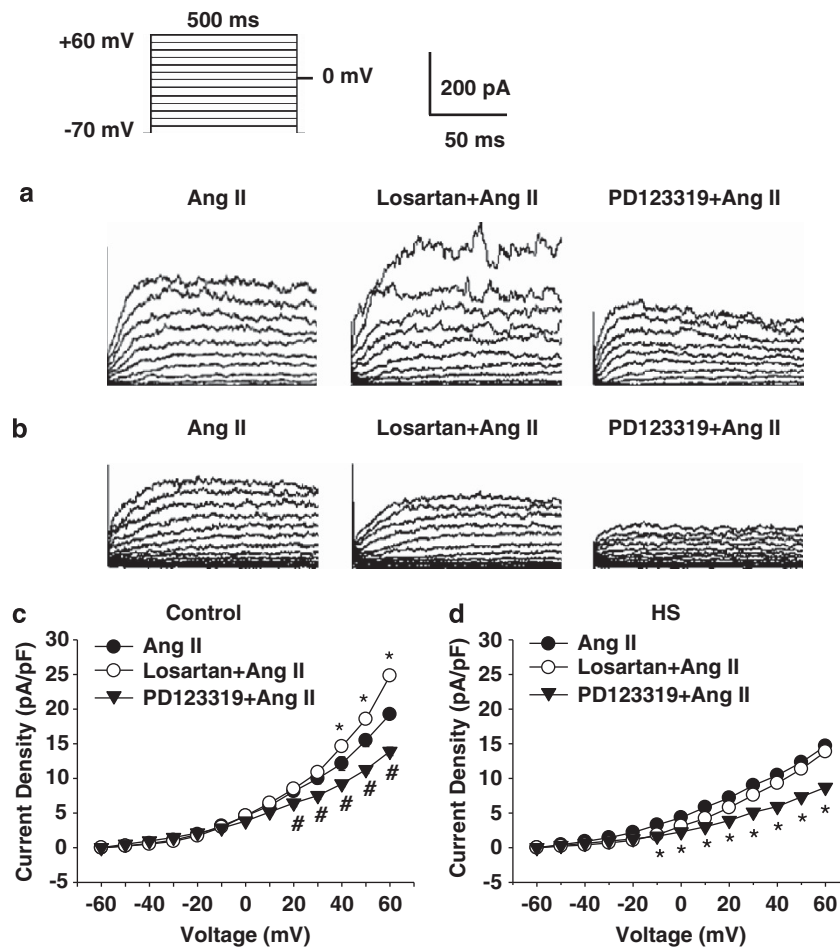 500 ms
+60 mV
0 mV
-70 mV
200 pA
50 ms
a
Ang II
Losartan+Ang II
PD123319+Ang II
b
Ang II
Losartan+Ang II
PD123319+Ang II
c
Control
Current Density (pA/pF)
30
25
20
15
10
5
0
-5
Ang II
Losartan+Ang II
PD123319+Ang II
* * *
# # # # #
-60 -40 -20 0 20 40 60
Voltage (mV)
d
HS
Current Density (pA/pF)
30
25
20
15
10
5
0
-5
Ang II
Losartan+Ang II
PD123319+Ang II
* * * * * * * *
-60 -40 -20 0 20 40 60
Voltage (mV)